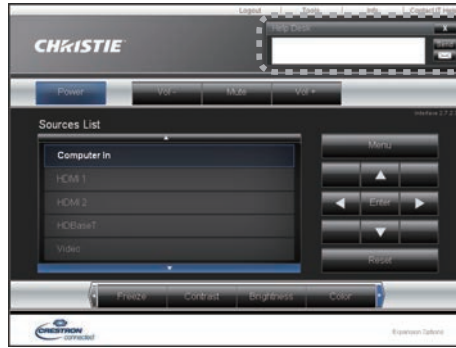 Logout Tools Info Contact IT Help
Help Desk X
CHRISTIE
Send
Power Vol - Mute Vol +
Sources List
Computer In
HDMI 1
HDMI 2
HDBaseT
Video
Menu
Enter
Reset
Freeze Contrast Brightness Color
CRESTRON
connected
Expansion Options